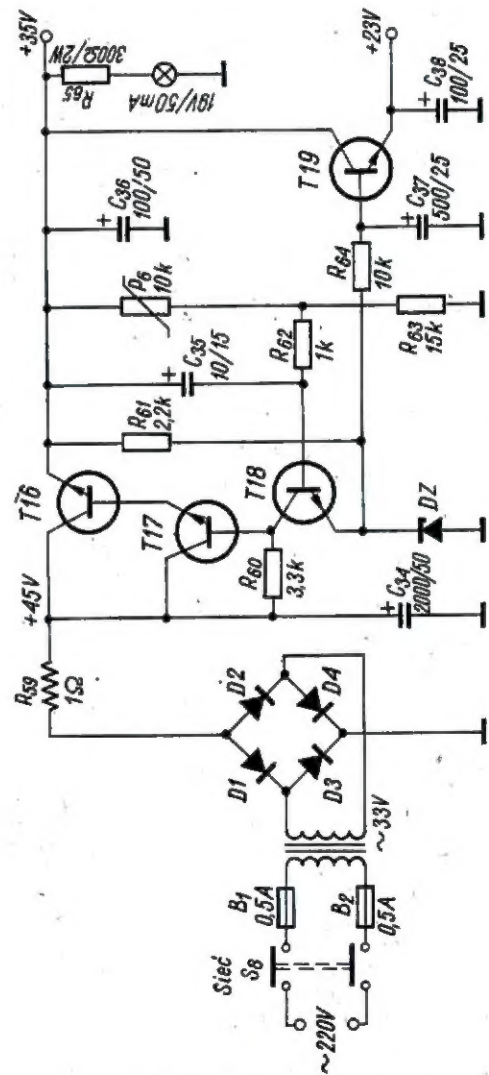 ~220V
Sieć
S8
B1
0,5A
B2
0,5A
~33V
D1
D2
D3
D4
R59
1Ω
+45V
C34
2000/60
R60
3,3k
T16
T17
T18
R61
2,2k
DZ
+
C35
10/15
R62
1k
P6
10k
R63
15k
+
C36
100/50
R64
10k
T19
+
C37
500/25
+
C38
100/25
R65
300Ω/2W
19V/50mA
+35V
+23V
+